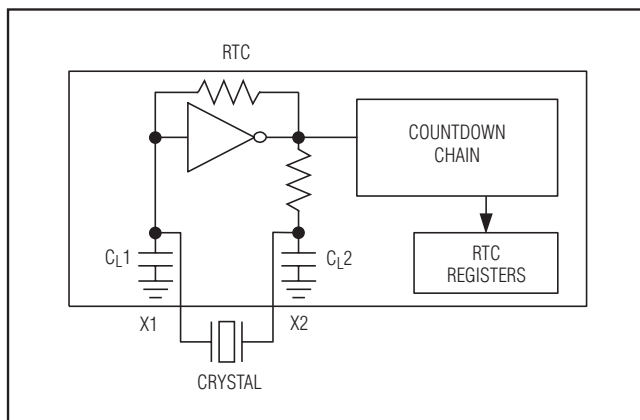 RTC
COUNTDOWN
CHAIN
RTC
REGISTERS
CL1
CL2
X1
X2
CRYSTAL